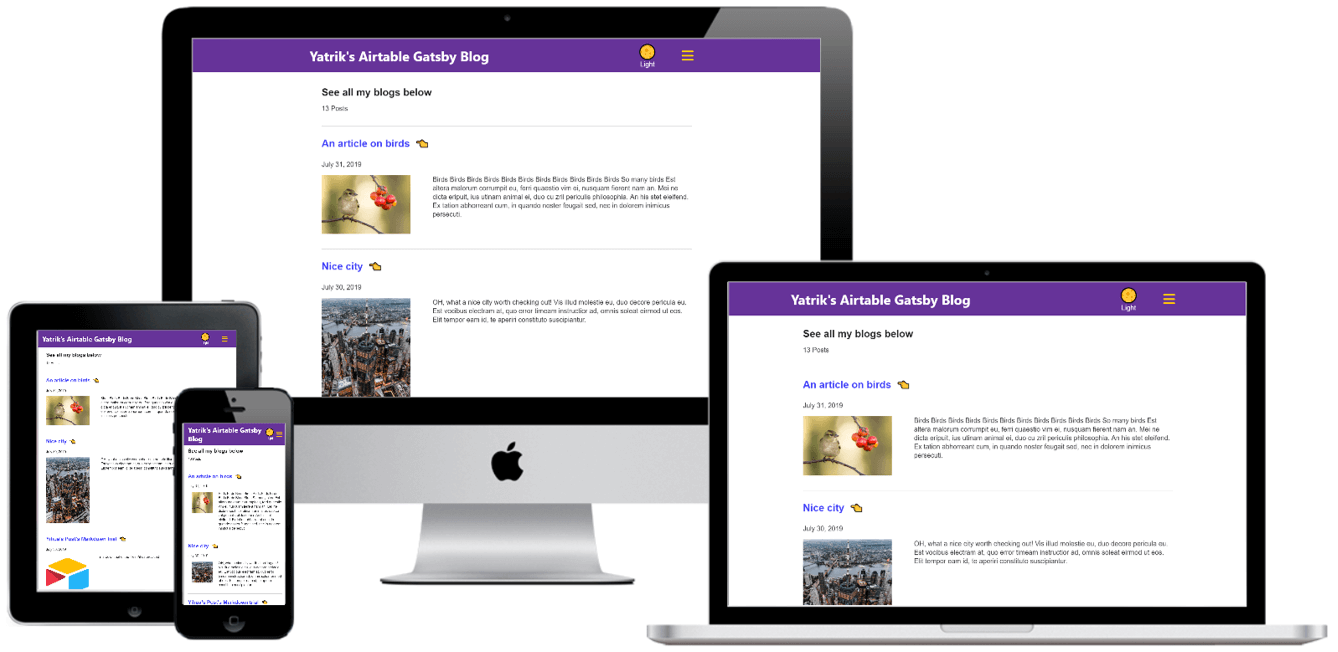 Yatrik's Airtable Gatsby Blog
Light
See all my blogs below
13 Posts
An article on birds
July 31, 2019
Birds Birds Birds Birds Birds Birds Birds Birds Birds Birds Birds So many birds Est
altera malorum corrumpit eu, ferri quaestio vim ei, nusquam fierent nam an. Mei ne
dicta eripuit, ius utinam animal ei, duo cu zril periculis philosophia. An his stet eleifend.
Ex tation abhorreant cum, in quando noster feugait sed, nec in dolorem inimicus
persecuti.
Nice city
July 30, 2019
OH, what a nice city worth checking out! Vis illud molestie eu, duo decore pericula eu.
Est vocibus electram at, quo error timeam instructior ad, omnis soleat eirmod ut eos.
Elit tempor eam id, te aperiri constituto suscipiantur.
Yatrik's Airtable Gatsby Blog
See all my blogs below
An article on birds
Nice city
Yatrik's Airtable Gatsby
Blog
See all my blogs below
An article on birds
Nice city
Yatrik's Airtable Gatsby Blog
Light
See all my blogs below
13 Posts
An article on birds
July 31, 2019
Birds Birds Birds Birds Birds Birds Birds Birds Birds Birds Birds So many birds Est
altera malorum corrumpit eu, ferri quaestio vim ei, nusquam fierent nam an. Mei ne
dicta eripuit, ius utinam animal ei, duo cu zril periculis philosophia. An his stet eleifend.
Ex tation abhorreant cum, in quando noster feugait sed, nec in dolorem inimicus
persecuti.
Nice city
July 30, 2019
OH, what a nice city worth checking out! Vis illud molestie eu, duo decore pericula eu.
Est vocibus electram at, quo error timeam instructior ad, omnis soleat eirmod ut eos.
Elit tempor eam id, te aperiri constituto suscipiantur.